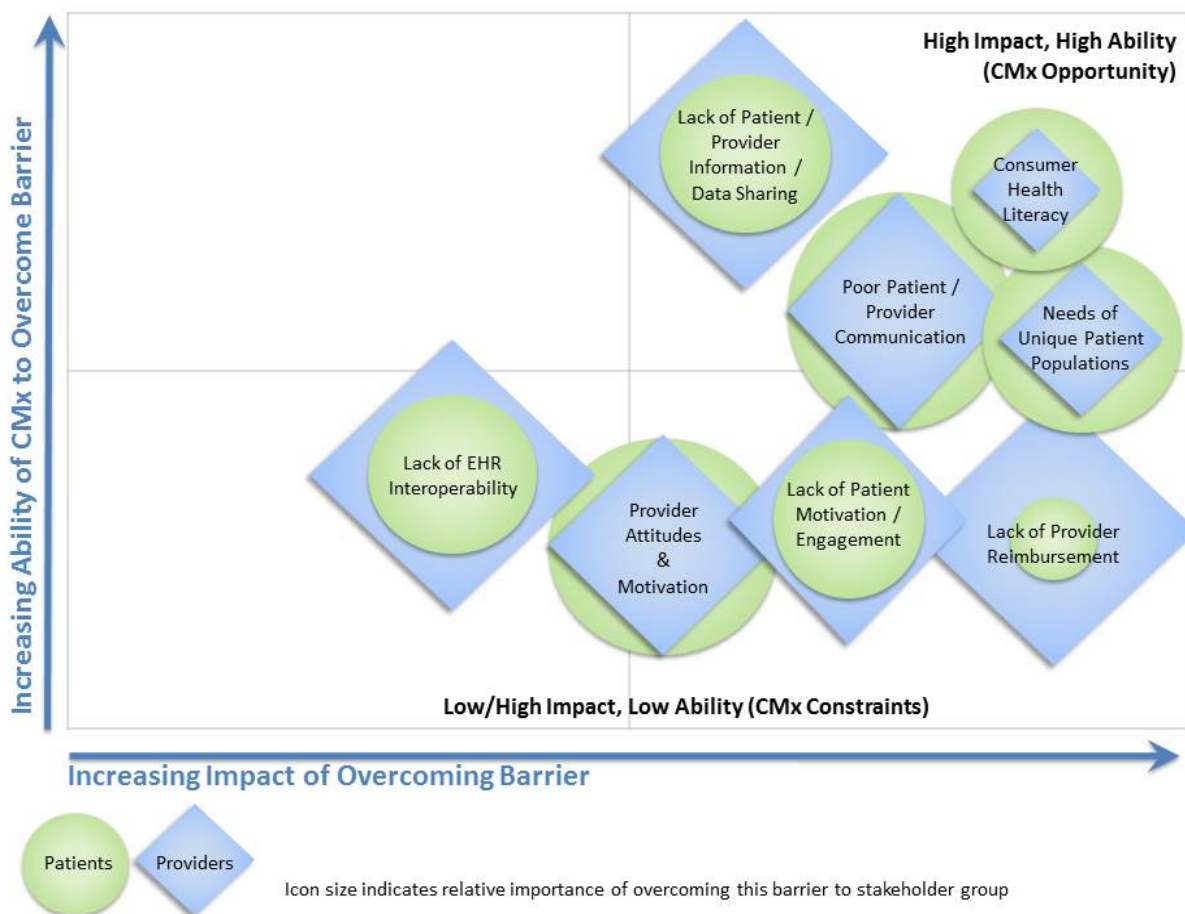 High Impact, High Ability
(CMx Opportunity)
Lack of Patient /
Provider
Information /
Data Sharing
Consumer
Health
Literacy
Poor Patient /
Provider
Communication
Needs of
Unique Patient
Populations
Lack of EHR
Interoperability
Provider
Attitudes
&
Motivation
Lack of Patient
Motivation /
Engagement
Lack of Provider
Reimbursement
Low/High Impact, Low Ability (CMx Constraints)
Increasing Ability of CMx to Overcome Barrier
Increasing Impact of Overcoming Barrier
Patients
Providers
Icon size indicates relative importance of overcoming this barrier to stakeholder group